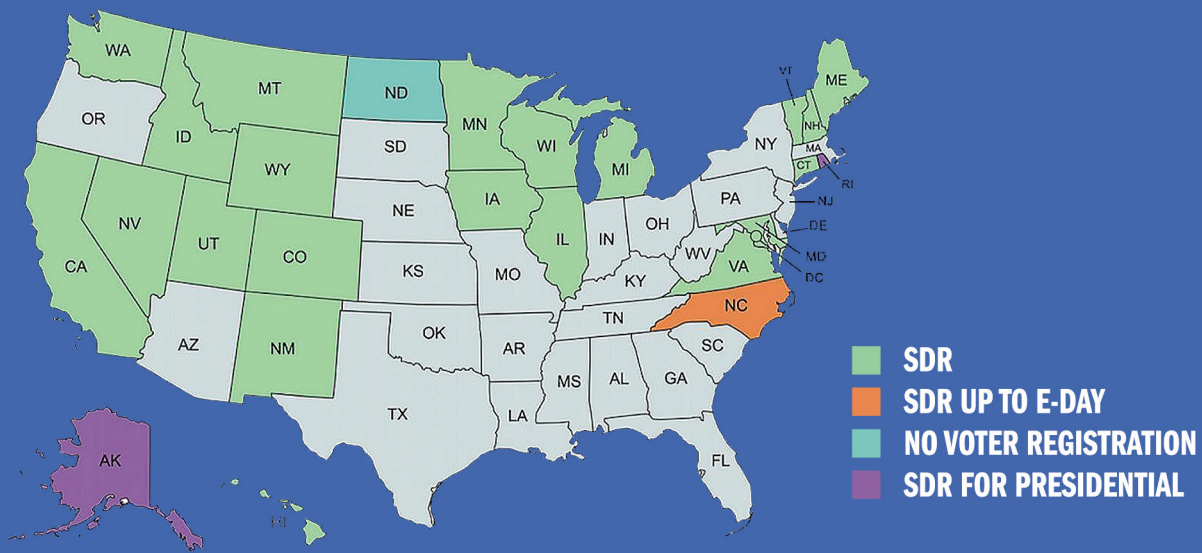 WA
MT
ND
MN
ME
VT
OR
ID
SD
WI
NY
NH
MA
WY
MI
CT
RI
NV
IA
NE
PA
NJ
UT
CO
IL
IN
OH
DE
CA
KS
MO
WV
VA
MD
KY
DC
AZ
NM
OK
TN
NC
AR
SC
TX
MS
AL
GA
LA
FL
AK
HI
SDR
SDR UP TO E-DAY
NO VOTER REGISTRATION
SDR FOR PRESIDENTIAL